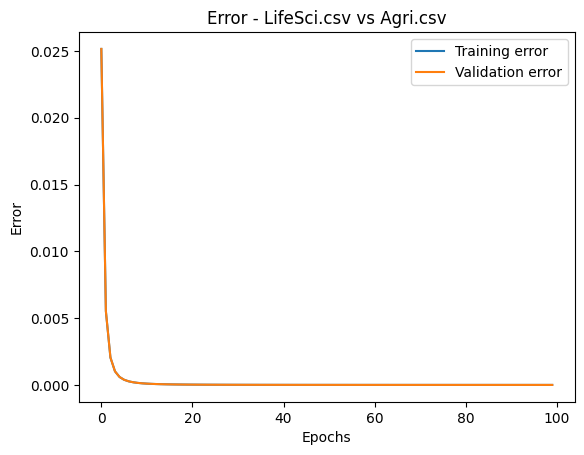 Error - LifeSci.csv vs Agri.csv
Training error
Validation error
0.025
0.020
0.015
0.010
0.005
0.000
Error
0 20 40 60 80 100
Epochs